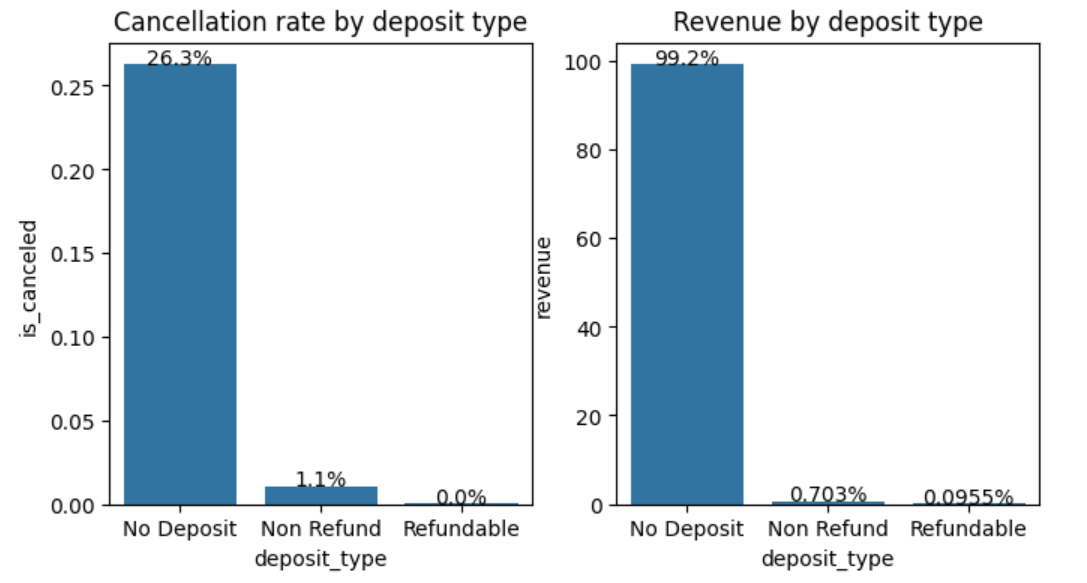 Cancellation rate by deposit type
26.3%
0.25
0.20
0.15
0.10
0.05
0.00
is_canceled
1.1%
0.0%
No Deposit Non Refund Refundable
deposit_type
Revenue by deposit type
99.2%
100
80
60
40
20
0
revenue
0.703%
0.0955%
No Deposit Non Refund Refundable
deposit_type